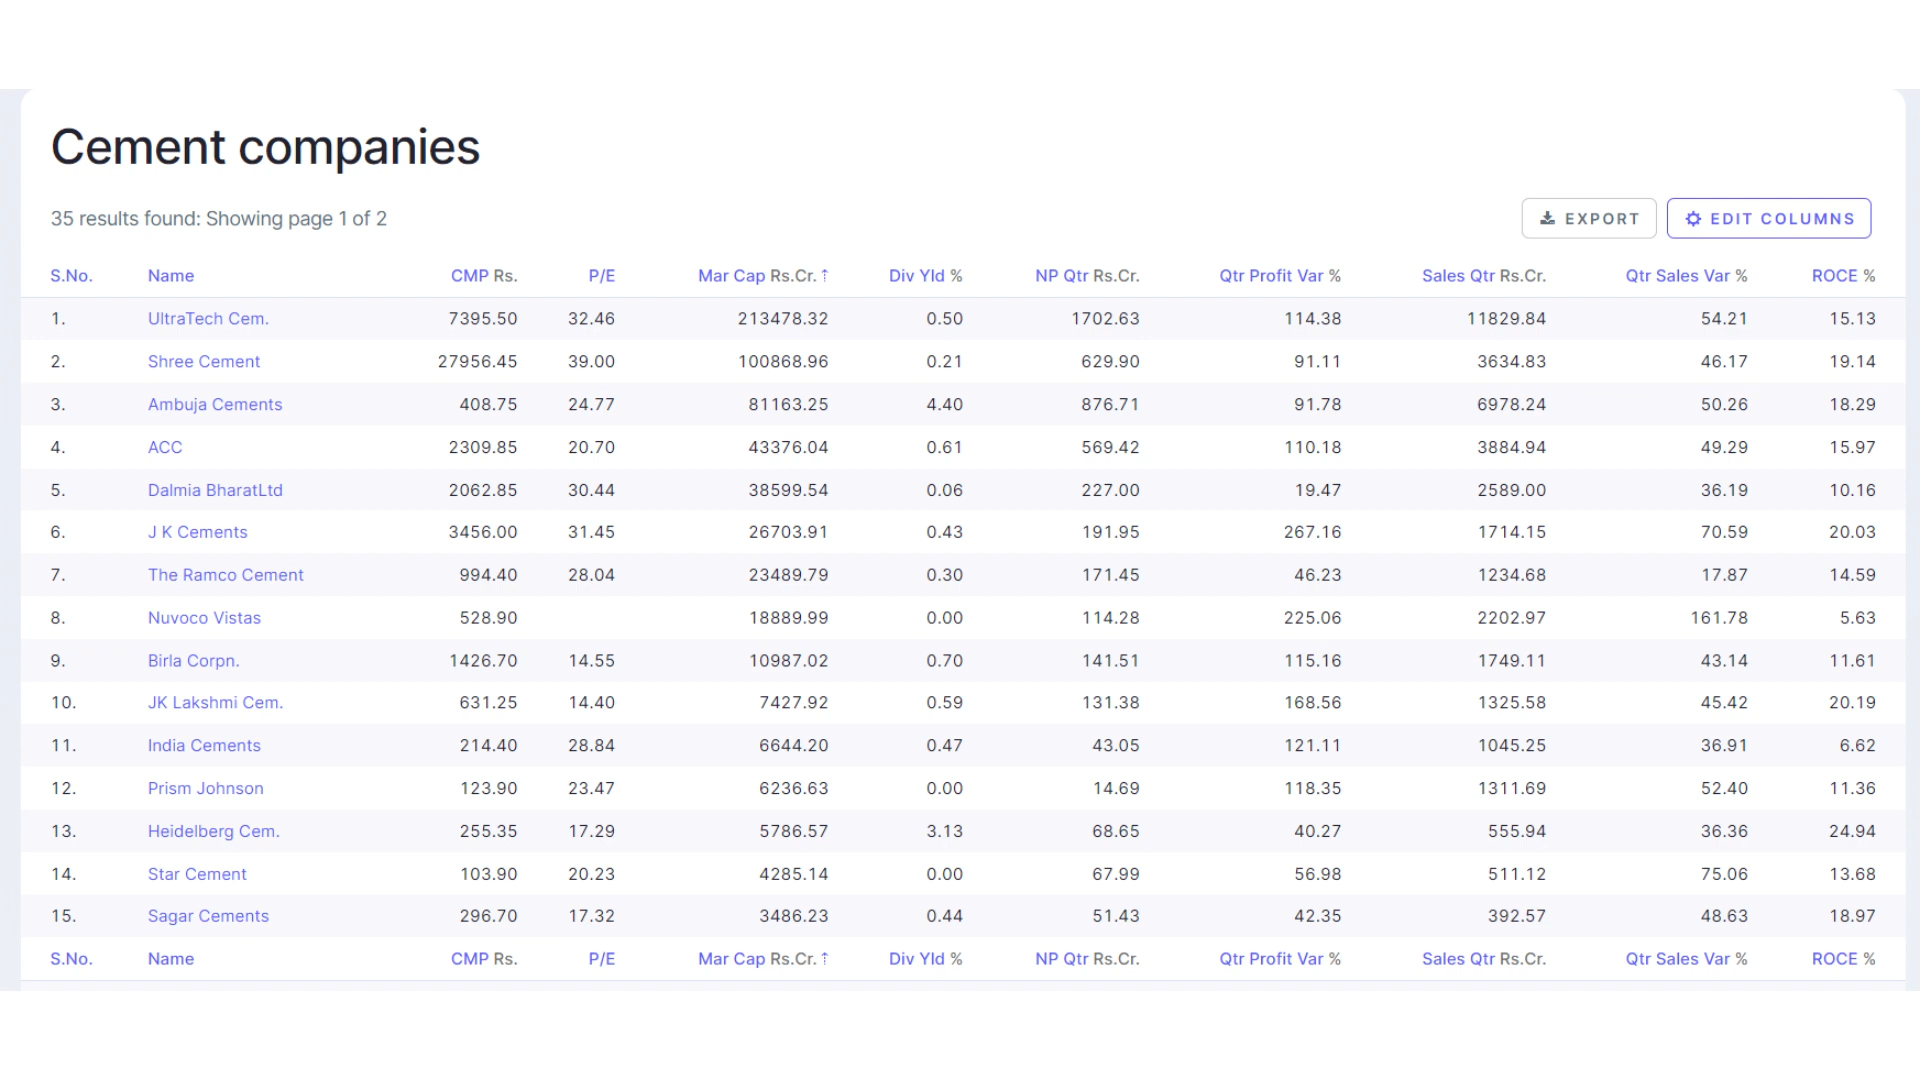 Cement companies
35 results found: Showing page 1 of 2
EXPORT EDIT COLUMNS
S.No. Name CMP Rs. P/E Mar Cap Rs.Cr. ↑ Div Yld % NP Qtr Rs.Cr. Qtr Profit Var % Sales Qtr Rs.Cr. Qtr Sales Var % ROCE %
1. UltraTech Cem. 7395.50 32.46 213478.32 0.50 1702.63 114.38 11829.84 54.21 15.13
2. Shree Cement 27956.45 39.00 100868.96 0.21 629.90 91.11 3634.83 46.17 19.14
3. Ambuja Cements 408.75 24.77 81163.25 4.40 876.71 91.78 6978.24 50.26 18.29
4. ACC 2309.85 20.70 43376.04 0.61 569.42 110.18 3884.94 49.29 15.97
5. Dalmia BharatLtd 2062.85 30.44 38599.54 0.06 227.00 19.47 2589.00 36.19 10.16
6. J K Cements 3456.00 31.45 26703.91 0.43 191.95 267.16 1714.15 70.59 20.03
7. The Ramco Cement 994.40 28.04 23489.79 0.30 171.45 46.23 1234.68 17.87 14.59
8. Nuvoco Vistas 528.90 18889.99 0.00 114.28 225.06 2202.97 161.78 5.63
9. Birla Corpn. 1426.70 14.55 10987.02 0.70 141.51 115.16 1749.11 43.14 11.61
10. JK Lakshmi Cem. 631.25 14.40 7427.92 0.59 131.38 168.56 1325.58 45.42 20.19
11. India Cements 214.40 28.84 6644.20 0.47 43.05 121.11 1045.25 36.91 6.62
12. Prism Johnson 123.90 23.47 6236.63 0.00 14.69 118.35 1311.69 52.40 11.36
13. Heidelberg Cem. 255.35 17.29 5786.57 3.13 68.65 40.27 555.94 36.36 24.94
14. Star Cement 103.90 20.23 4285.14 0.00 67.99 56.98 511.12 75.06 13.68
15. Sagar Cements 296.70 17.32 3486.23 0.44 51.43 42.35 392.57 48.63 18.97
S.No. Name CMP Rs. P/E Mar Cap Rs.Cr. ↑ Div Yld % NP Qtr Rs.Cr. Qtr Profit Var % Sales Qtr Rs.Cr. Qtr Sales Var % ROCE %